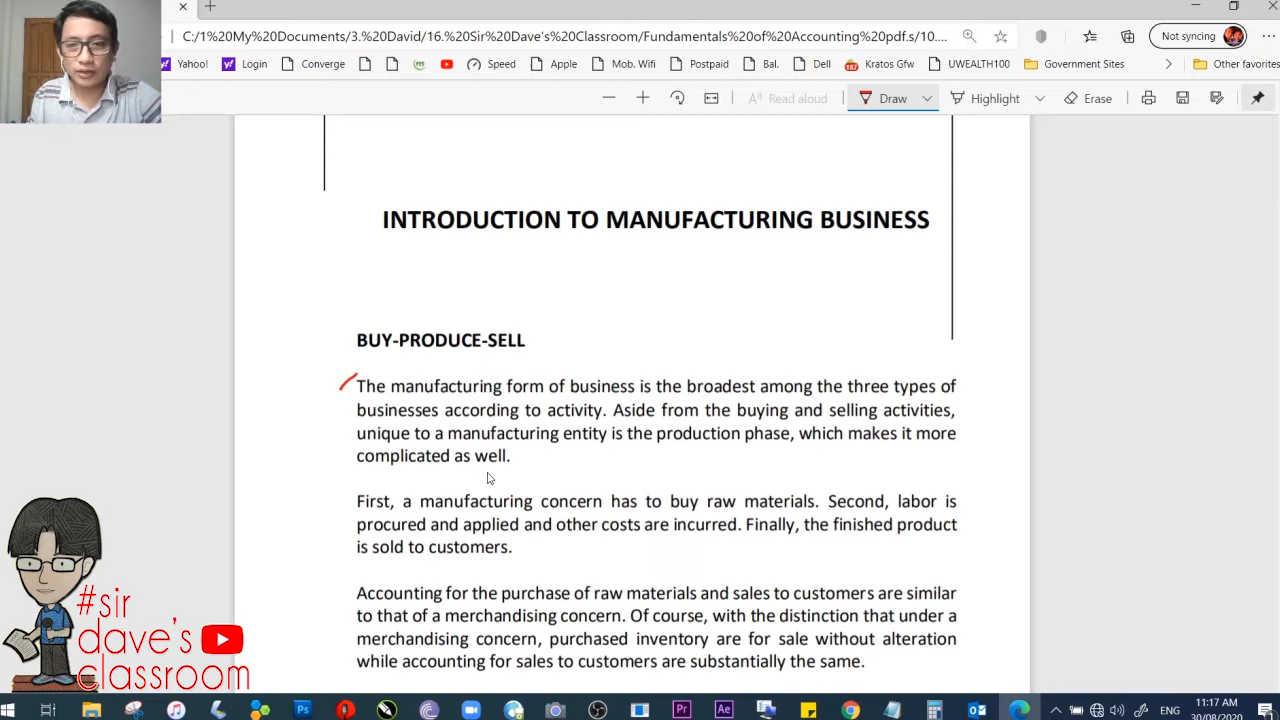 C:/1%20My%20Documents/3.%20David/16.%20Sir%20Dave's%20Classroom/Fundamentals%20of%20Accounting%20pdf.s/10....
Not syncing
Yahoo!
Login
Converge
Speed
Apple
Mob. Wifi
Postpaid
Bal.
Dell
Kratos Gfw
UWEALTH100
Government Sites
Other favorites
Read aloud
Draw
Highlight
Erase
INTRODUCTION TO MANUFACTURING BUSINESS
BUY-PRODUCE-SELL
The manufacturing form of business is the broadest among the three types of
businesses according to activity. Aside from the buying and selling activities,
unique to a manufacturing entity is the production phase, which makes it more
complicated as well.
First, a manufacturing concern has to buy raw materials. Second, labor is
procured and applied and other costs are incurred. Finally, the finished product
is sold to customers.
Accounting for the purchase of raw materials and sales to customers are similar
to that of a merchandising concern. Of course, with the distinction that under a
merchandising concern, purchased inventory are for sale without alteration
while accounting for sales to customers are substantially the same.
#sir
dave's
classroom
ENG
11:17 AM